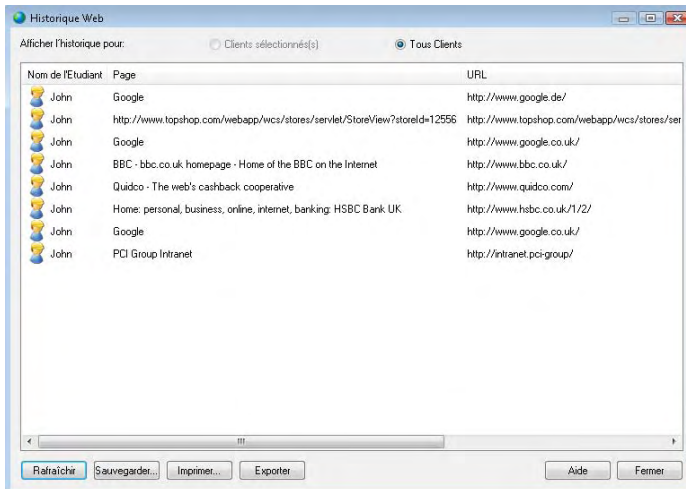 Historique Web
Afficher l'historique pour: Clients sélectionnés(s) Tous Clients
Nom de l'Etudiant Page URL
John Google http://www.google.de/
John http://www.topshop.com/webapp/wcs/stores/servlet/StoreView?storeId=12556 http://www.topshop.com/webapp/wcs/stores/ser
John Google http://www.google.co.uk/
John BBC - bbc.co.uk homepage - Home of the BBC on the Internet http://www.bbc.co.uk/
John Quidco - The web's cashback cooperative http://www.quidco.com/
John Home: personal, business, online, internet, banking: HSBC Bank UK http://www.hsbc.co.uk/1/2/
John Google http://www.google.co.uk/
John PCI Group Intranet http://intranet.pci-group/
Rafraîchir Sauvegarder... Imprimer... Exporter Aide Fermer